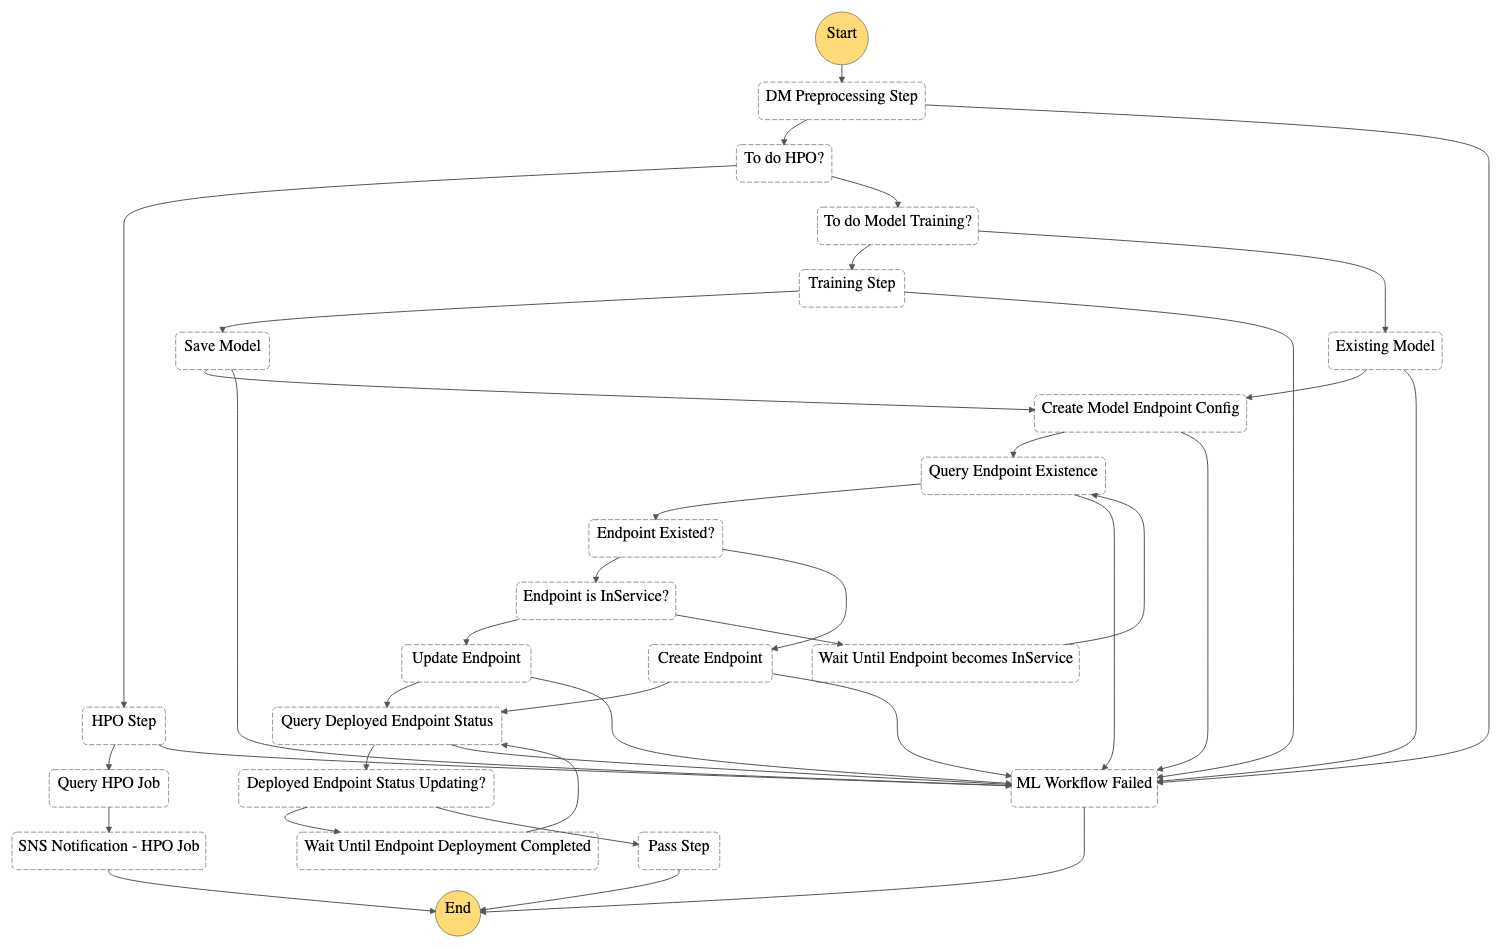 Start
DM Preprocessing Step
To do HPO?
To do Model Training?
Training Step
Save Model
Existing Model
Create Model Endpoint Config
Query Endpoint Existence
Endpoint Existed?
Endpoint is InService?
Update Endpoint
Create Endpoint
Wait Until Endpoint becomes InService
HPO Step
Query Deployed Endpoint Status
Query HPO Job
Deployed Endpoint Status Updating?
ML Workflow Failed
SNS Notification - HPO Job
Wait Until Endpoint Deployment Completed
Pass Step
End